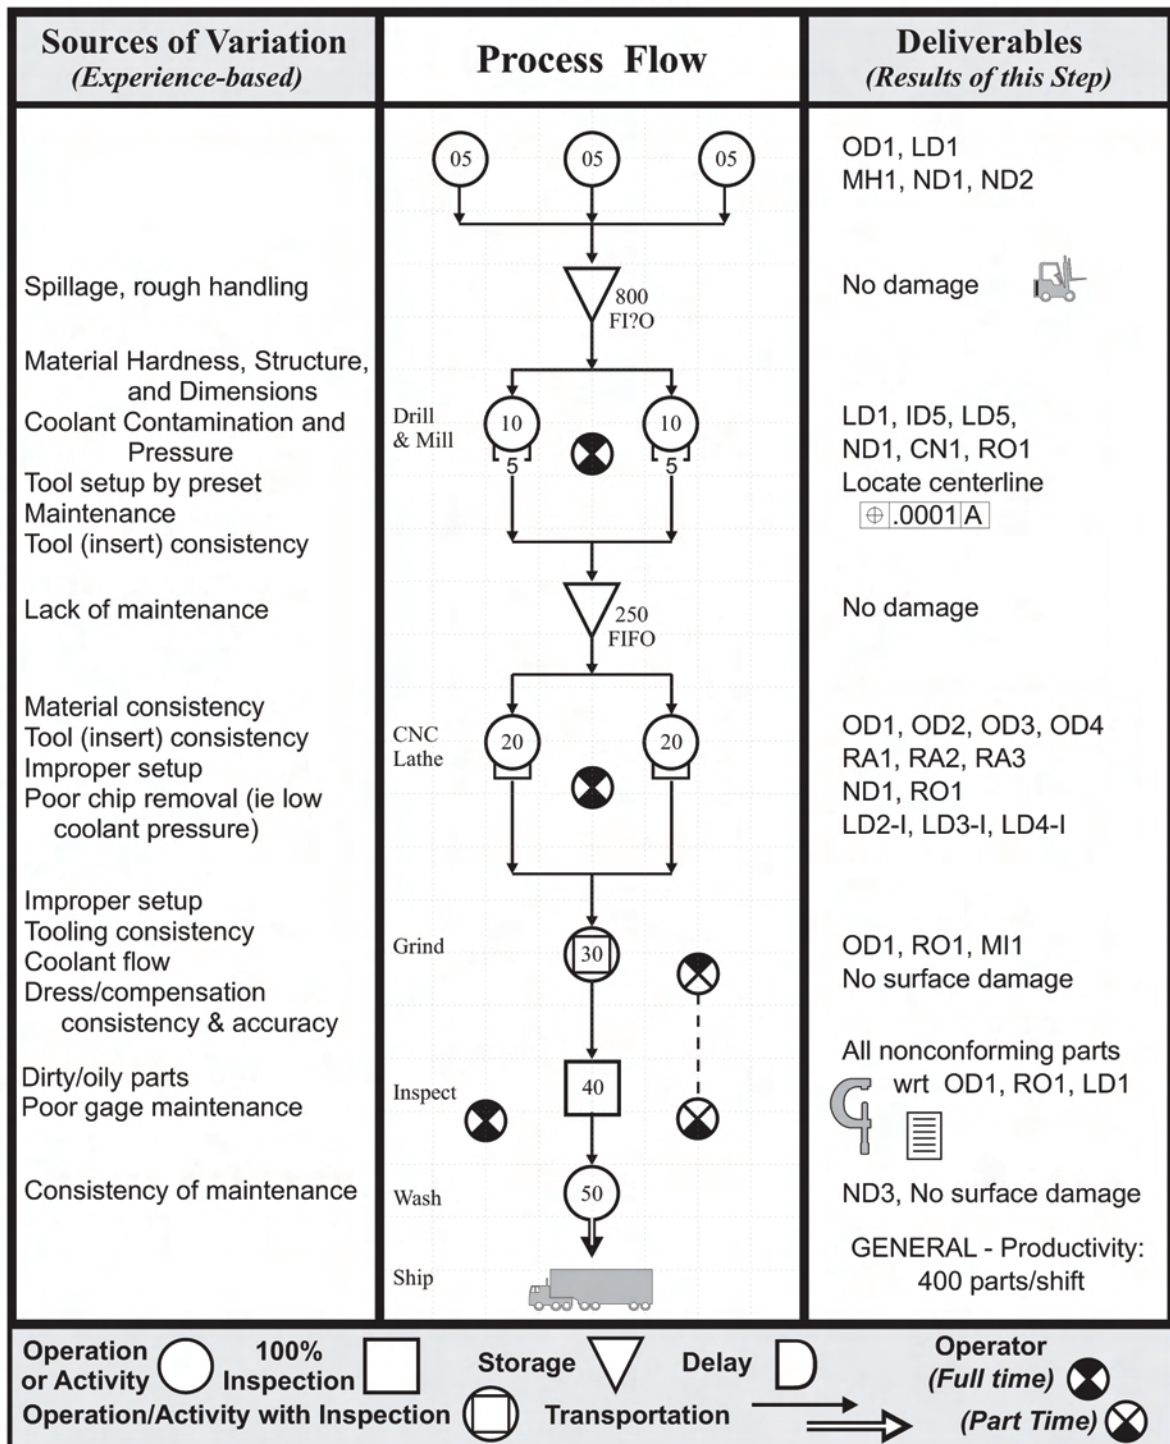 Sources of Variation
(Experience-based)
Process Flow
Deliverables
(Results of this Step)
05 05 05
OD1, LD1
MH1, ND1, ND2
Spillage, rough handling
800
FI?O
No damage
Material Hardness, Structure,
and Dimensions
Coolant Contamination and
Pressure
Tool setup by preset
Maintenance
Tool (insert) consistency
Drill
& Mill
10 10
5 5
LD1, ID5, LD5,
ND1, CN1, RO1
Locate centerline
⌖ .0001 A
Lack of maintenance
250
FIFO
No damage
Material consistency
Tool (insert) consistency
Improper setup
Poor chip removal (ie low
coolant pressure)
CNC
Lathe
20 20
OD1, OD2, OD3, OD4
RA1, RA2, RA3
ND1, RO1
LD2-I, LD3-I, LD4-I
Improper setup
Tooling consistency
Coolant flow
Dress/compensation
consistency & accuracy
Grind
30
OD1, RO1, MI1
No surface damage
Dirty/oily parts
Poor gage maintenance
Inspect
40
All nonconforming parts
wrt OD1, RO1, LD1
Consistency of maintenance
Wash
50
ND3, No surface damage
Ship
GENERAL - Productivity:
400 parts/shift
Operation
or Activity
100%
Inspection
Storage
Delay
Operator
(Full time)
Operation/Activity with Inspection
Transportation
(Part Time)